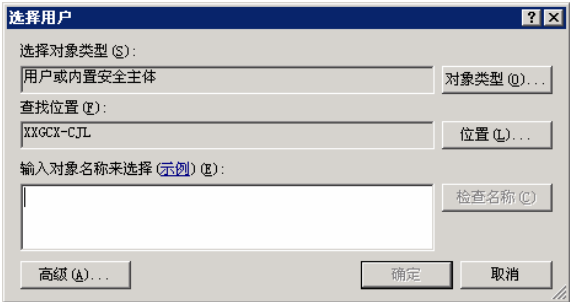 选择用户
选择对象类型(S):
用户或内置安全主体
对象类型(O)...
查找位置(F):
XXGCX-CJL
位置(L)...
输入对象名称来选择(示例)(E):
检查名称(C)
高级(A)...
确定
取消